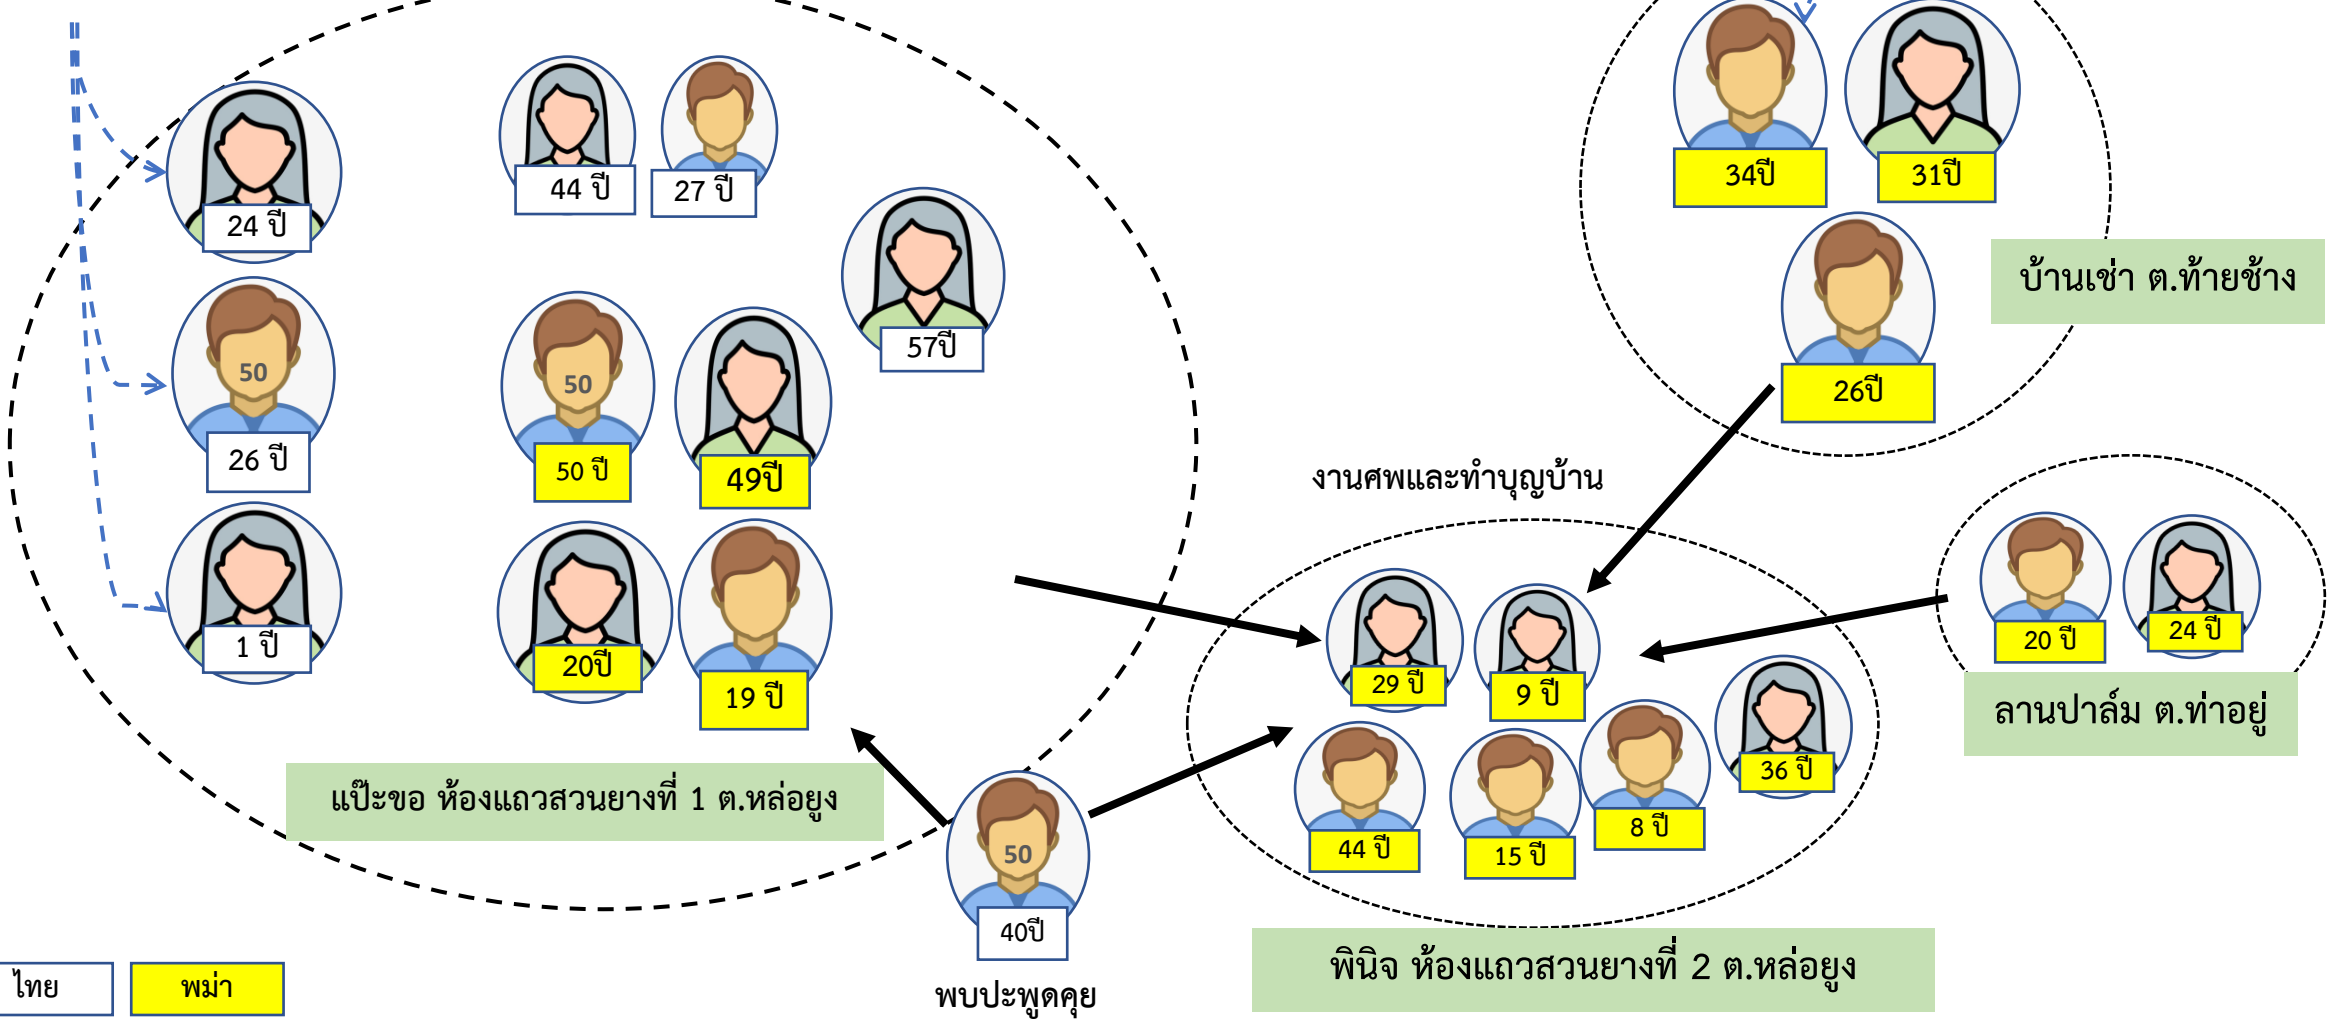 44 ปี
27 ปี
24 ปี
57ปี
50
26 ปี
50
50 ปี
49ปี
1 ปี
20ปี
19 ปี
แป๊ะขอ ห้องแถวสวนยางที่ 1 ต.หล่อยูง
50
40ปี
พบปะพูดคุย
34ปี
31ปี
26ปี
บ้านเช่า ต.ท้ายช้าง
งานศพและทำบุญบ้าน
20 ปี
24 ปี
ลานปาล์ม ต.ท่าอยู่
29 ปี
9 ปี
36 ปี
44 ปี
15 ปี
8 ปี
พินิจ ห้องแถวสวนยางที่ 2 ต.หล่อยูง
ไทย
พม่า